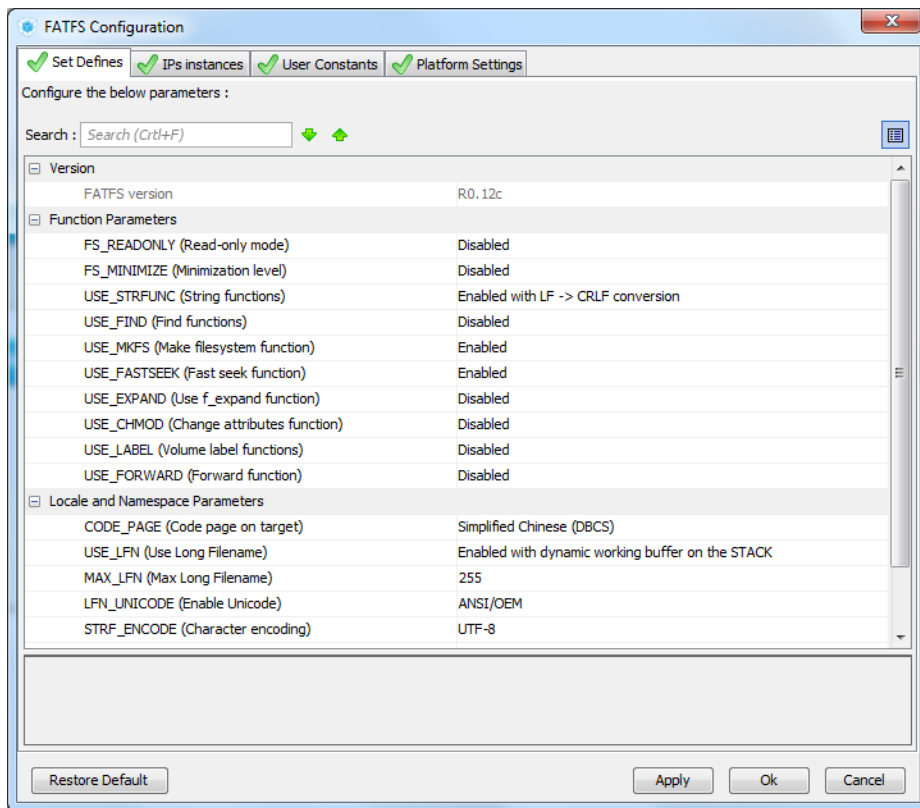 FATFS Configuration
Set Defines IPs instances User Constants Platform Settings
Configure the below parameters :
Search : Search (Crtl+F)
Version
FATFS version R0.12c
Function Parameters
FS_READONLY (Read-only mode) Disabled
FS_MINIMIZE (Minimization level) Disabled
USE_STRFUNC (String functions) Enabled with LF -> CRLF conversion
USE_FIND (Find functions) Disabled
USE_MKFS (Make filesystem function) Enabled
USE_FASTSEEK (Fast seek function) Enabled
USE_EXPAND (Use f_expand function) Disabled
USE_CHMOD (Change attributes function) Disabled
USE_LABEL (Volume label functions) Disabled
USE_FORWARD (Forward function) Disabled
Locale and Namespace Parameters
CODE_PAGE (Code page on target) Simplified Chinese (DBCS)
USE_LFN (Use Long Filename) Enabled with dynamic working buffer on the STACK
MAX_LFN (Max Long Filename) 255
LFN_UNICODE (Enable Unicode) ANSI/OEM
STRF_ENCODE (Character encoding) UTF-8
Restore Default Apply Ok Cancel